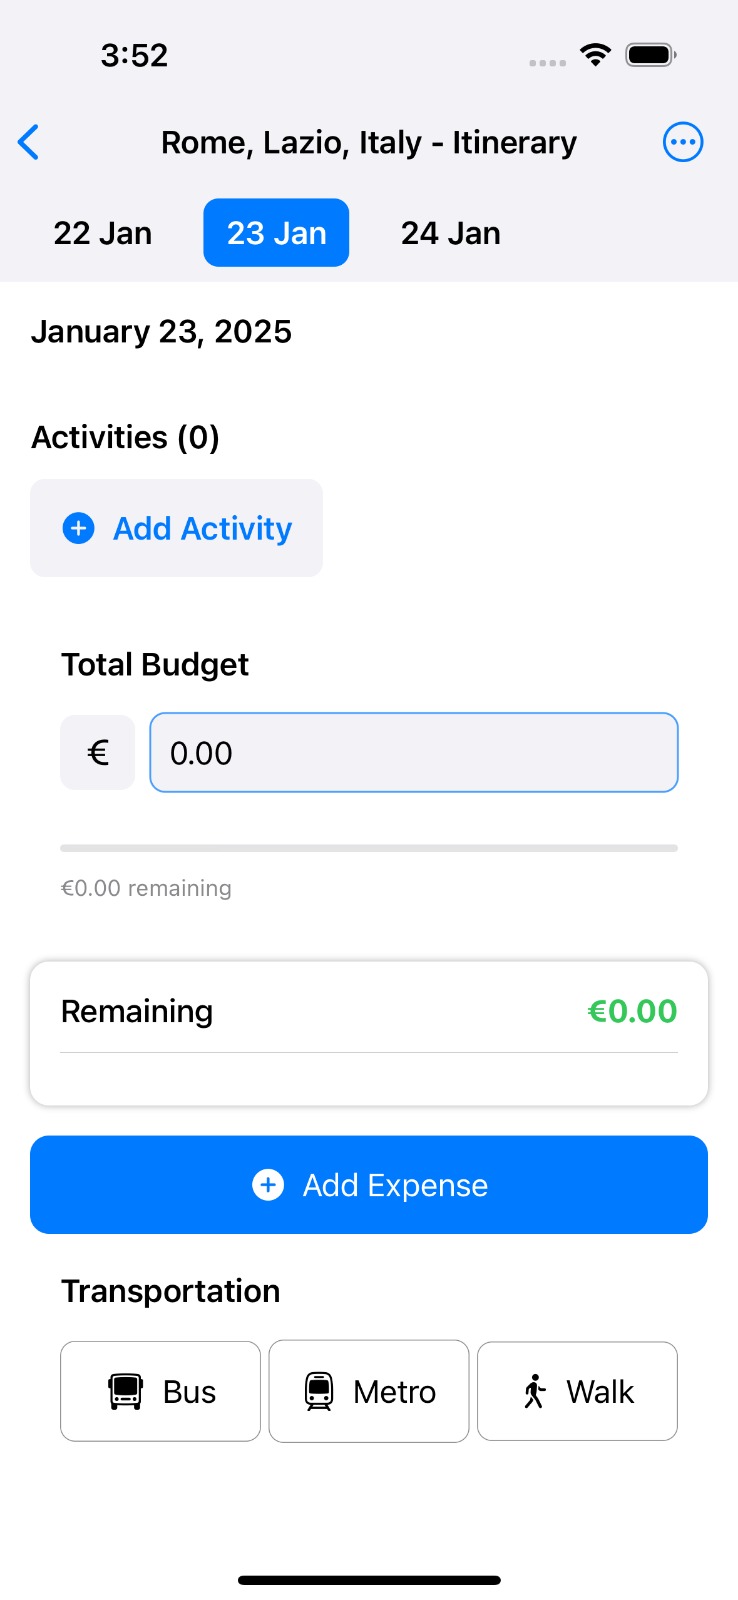 3:52
Rome, Lazio, Italy - Itinerary
22 Jan 23 Jan 24 Jan
January 23, 2025
Activities (0)
Add Activity
Total Budget
€ 0.00
€0.00 remaining
Remaining €0.00
Add Expense
Transportation
Bus Metro Walk